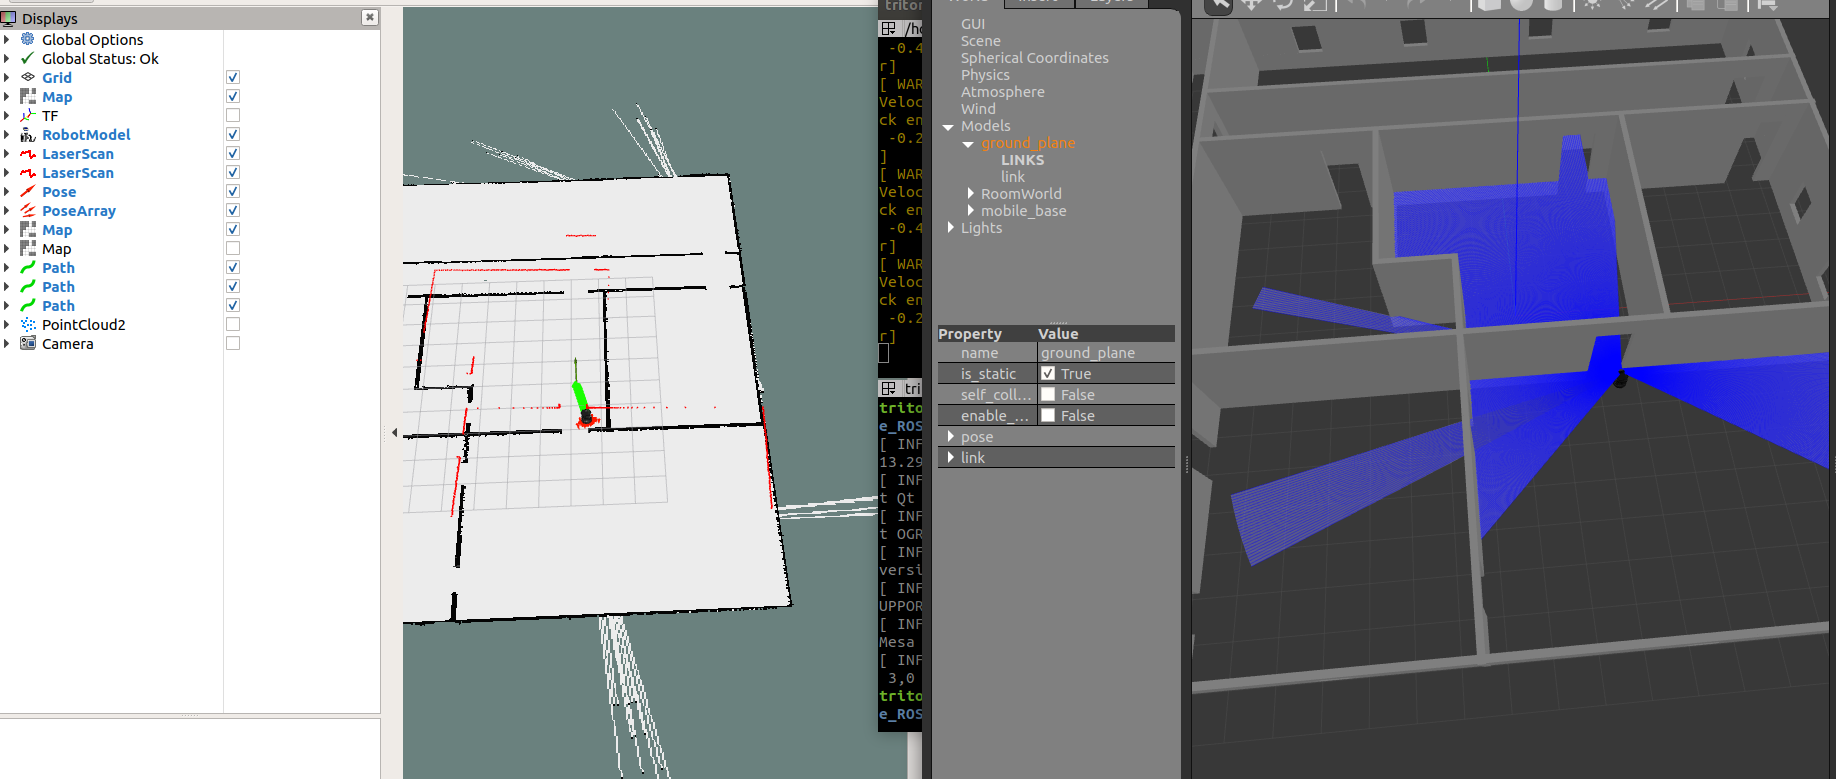 Displays
Global Options
Global Status: Ok
Grid
Map
TF
RobotModel
LaserScan
LaserScan
Pose
PoseArray
Map
Map
Path
Path
Path
PointCloud2
Camera
triton
/ho
-0.4
r]
[ WAR
Veloc
ck en
-0.2
]
[ WAR
Veloc
ck en
-0.4
r]
[ WAR
Veloc
ck en
-0.2
r]
tri
trito
e_ROS
[ INF
13.29
[ INF
t Qt
[ INF
t OGR
[ INF
versi
[ INF
UPPOR
[ INF
Mesa
[ INF
3,0
trito
e_ROS
GUI
Scene
Spherical Coordinates
Physics
Atmosphere
Wind
Models
ground_plane
LINKS
link
RoomWorld
mobile_base
Lights
Property Value
name ground_plane
is_static True
self_coll... False
enable_... False
pose
link